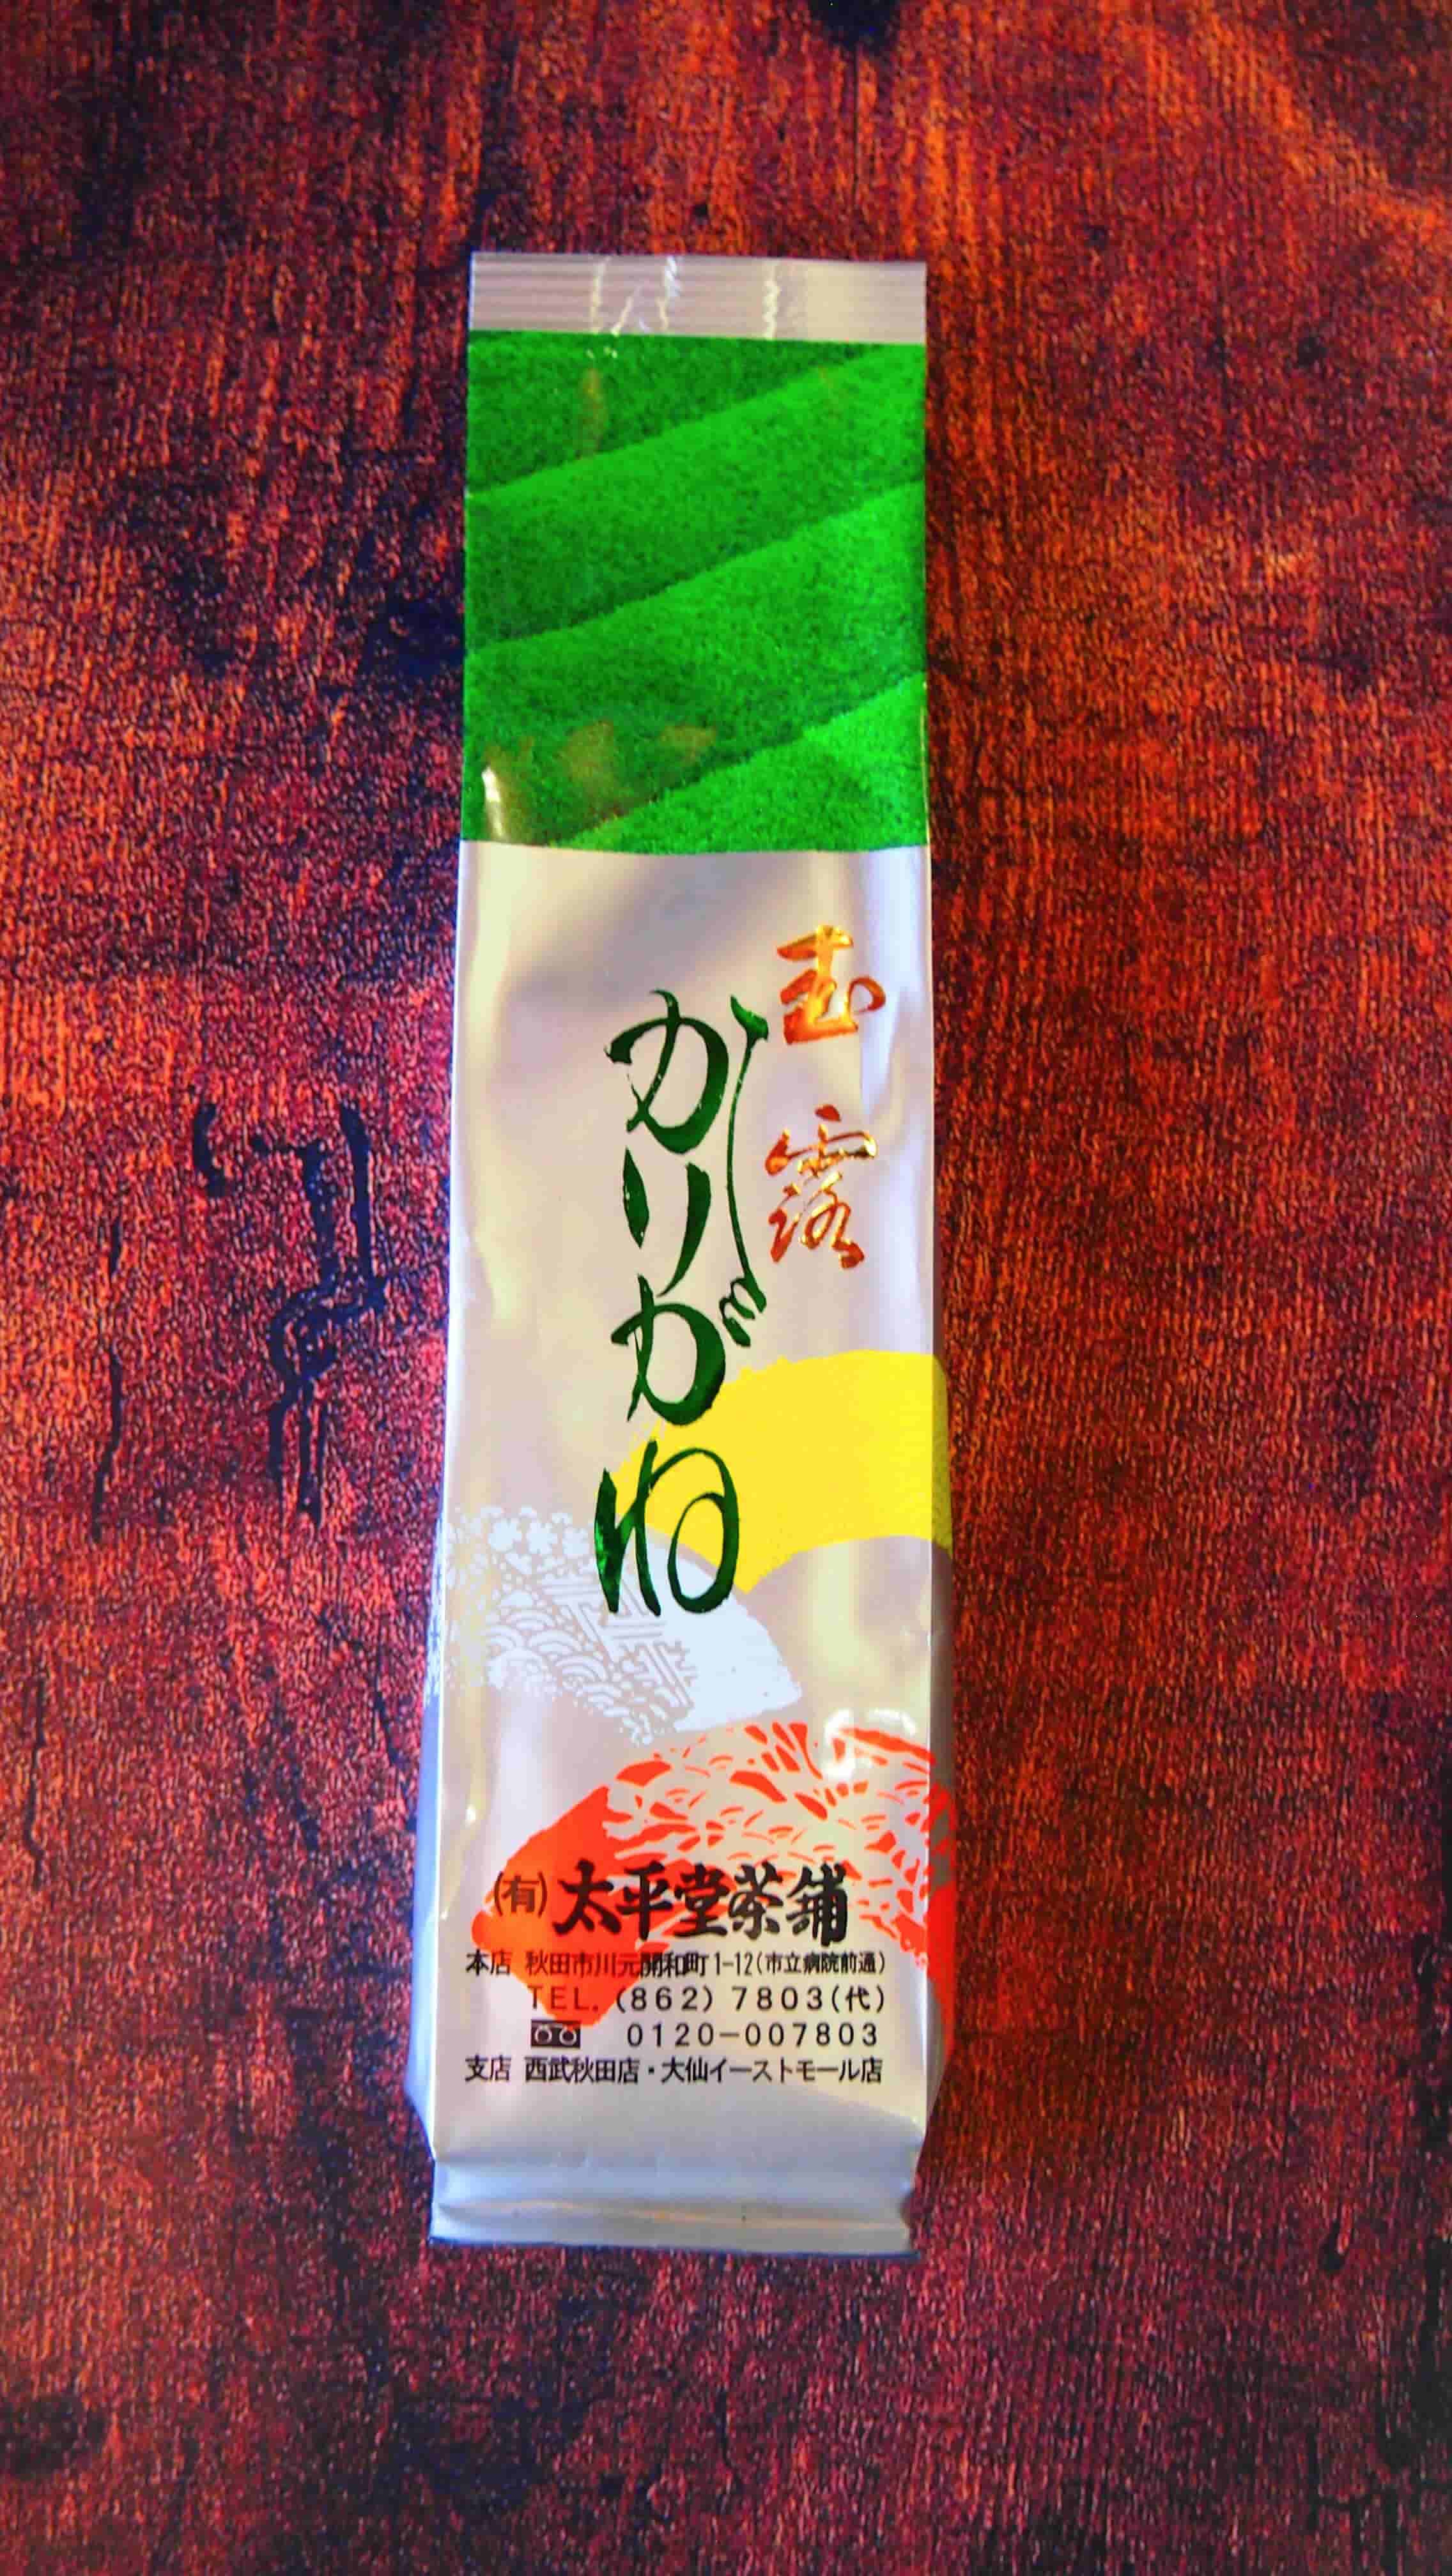 玉露
かりがね
(有)太平堂茶舗
本店 秋田市川元開和町1-12(市立病院前通)
TEL.(862)7803(代)
0120-007803
支店 西武秋田店・大仙イーストモール店